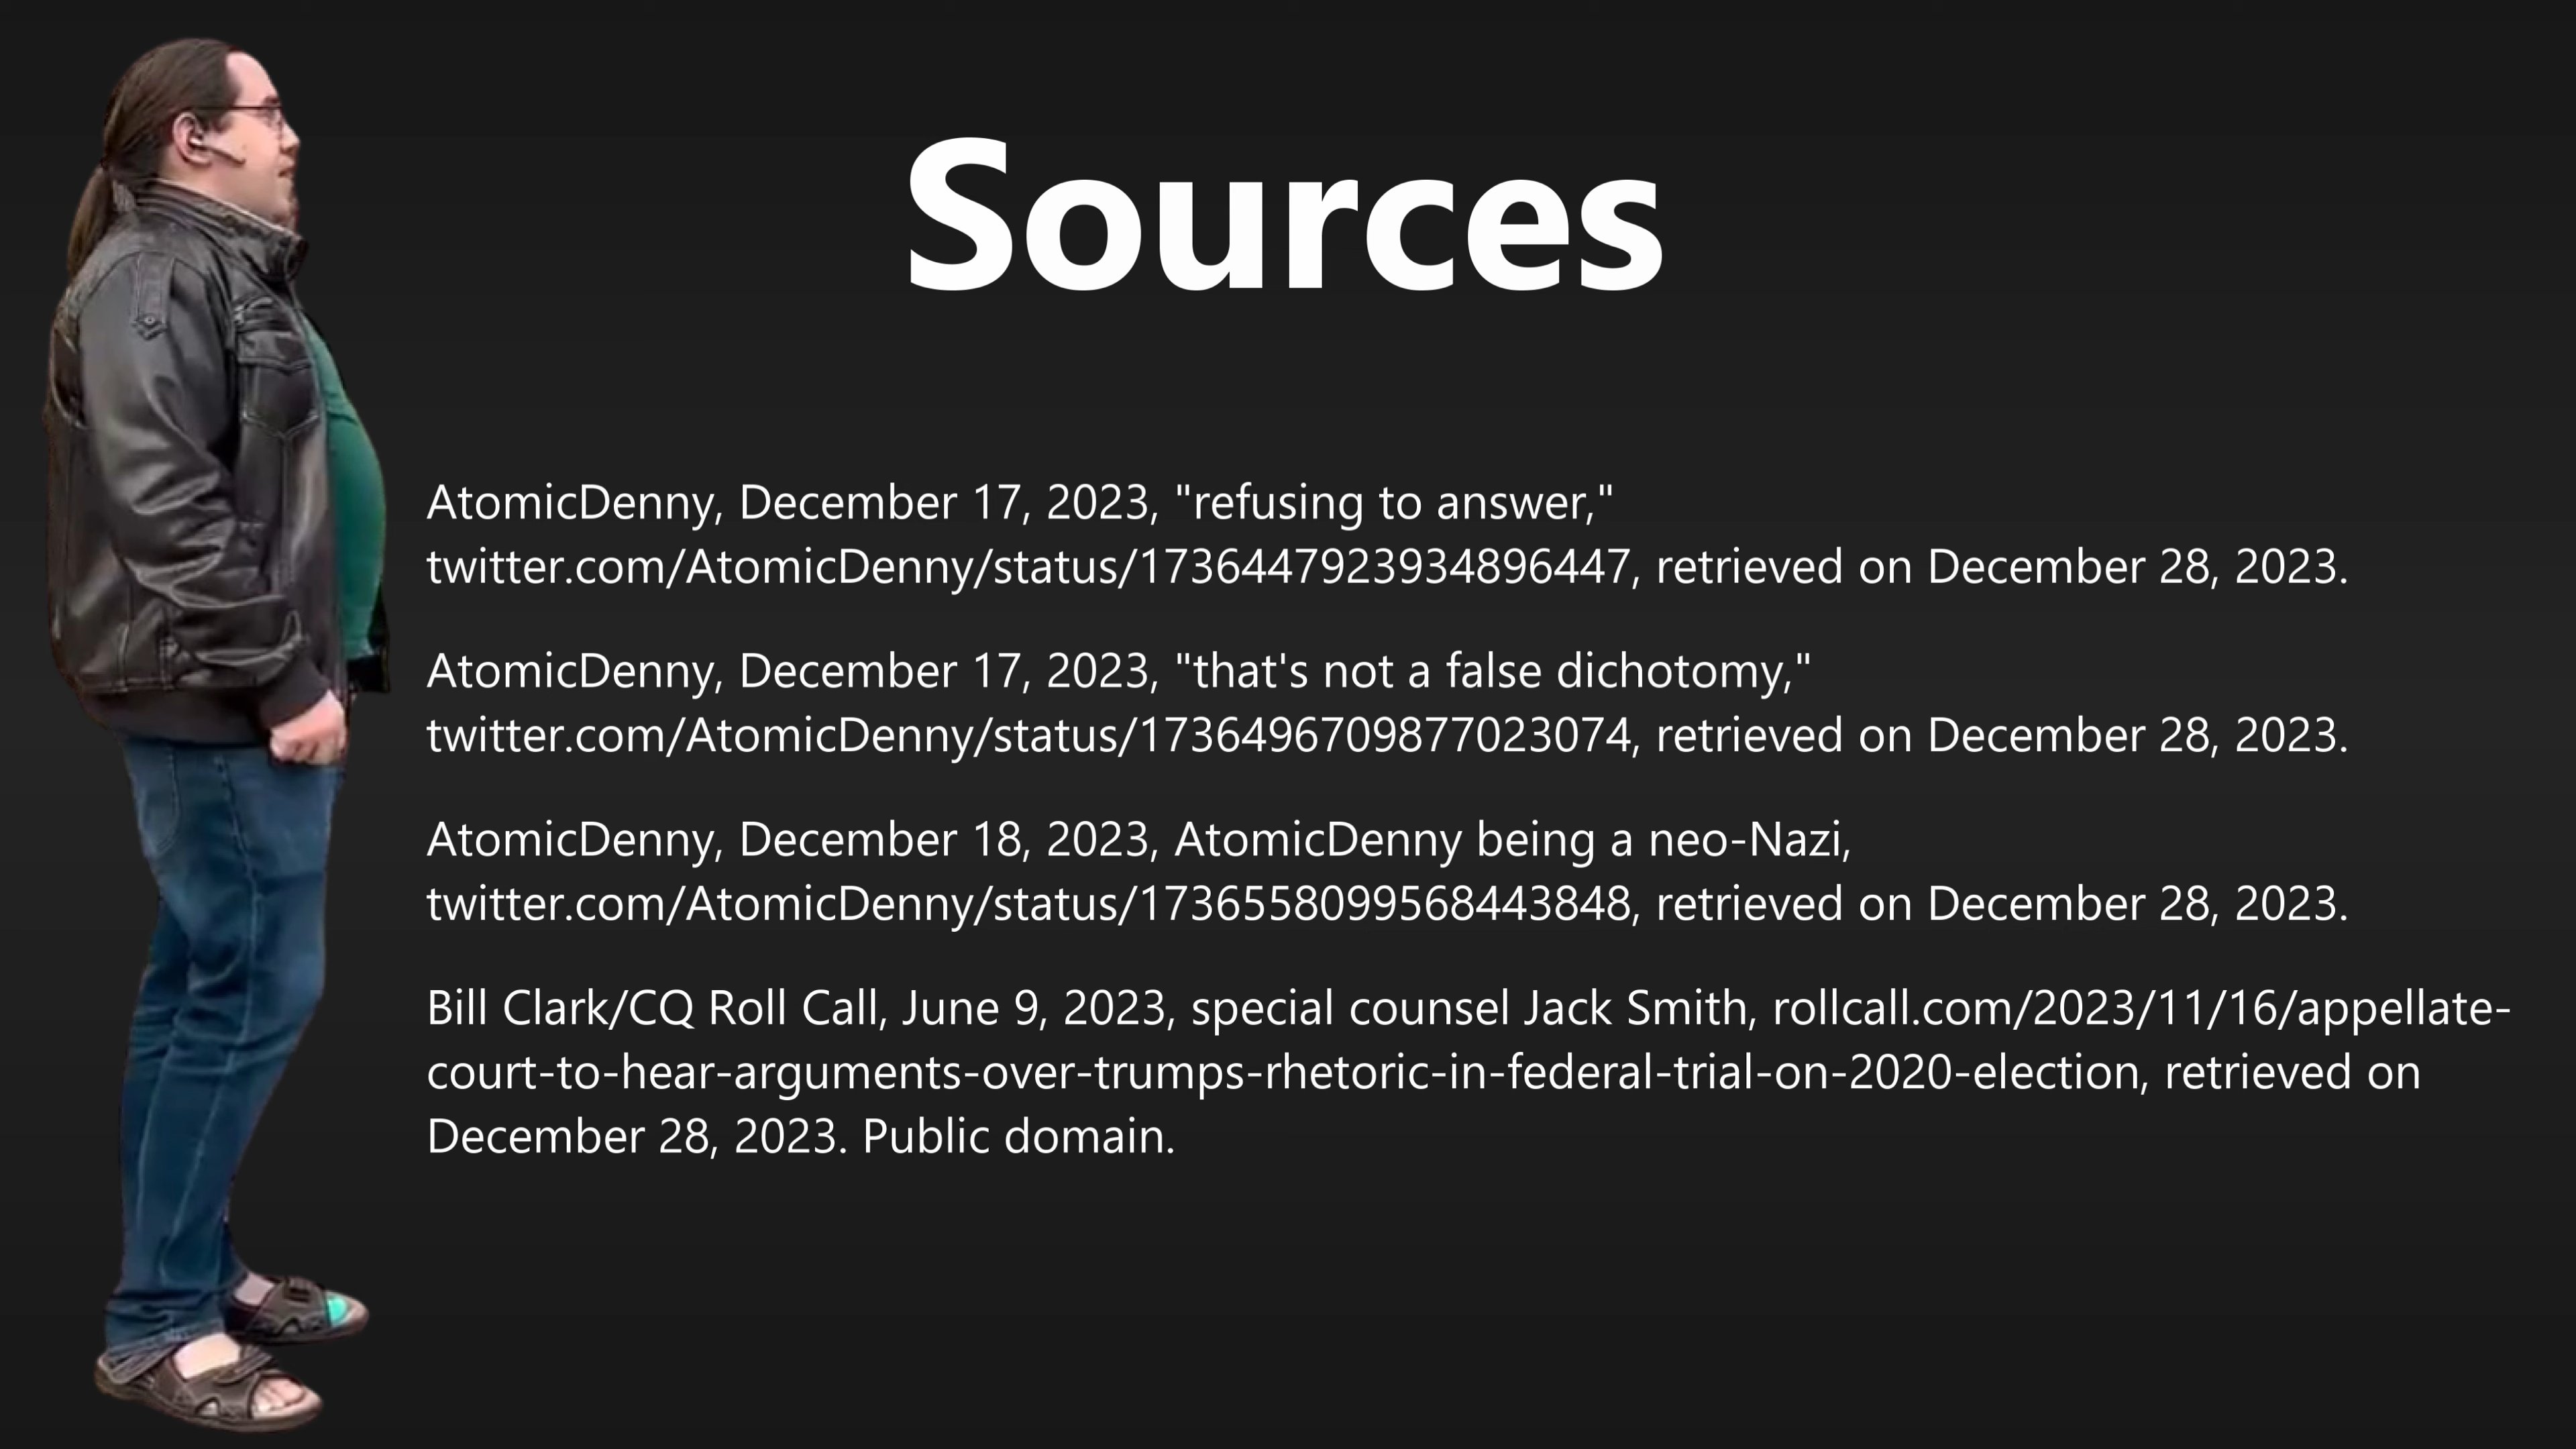 Sources
AtomicDenny, December 17, 2023, "refusing to answer,"
twitter.com/AtomicDenny/status/1736447923934896447, retrieved on December 28, 2023.
AtomicDenny, December 17, 2023, "that's not a false dichotomy,"
twitter.com/AtomicDenny/status/1736496709877023074, retrieved on December 28, 2023.
AtomicDenny, December 18, 2023, AtomicDenny being a neo-Nazi,
twitter.com/AtomicDenny/status/1736558099568443848, retrieved on December 28, 2023.
Bill Clark/CQ Roll Call, June 9, 2023, special counsel Jack Smith, rollcall.com/2023/11/16/appellate-
court-to-hear-arguments-over-trumps-rhetoric-in-federal-trial-on-2020-election, retrieved on
December 28, 2023. Public domain.